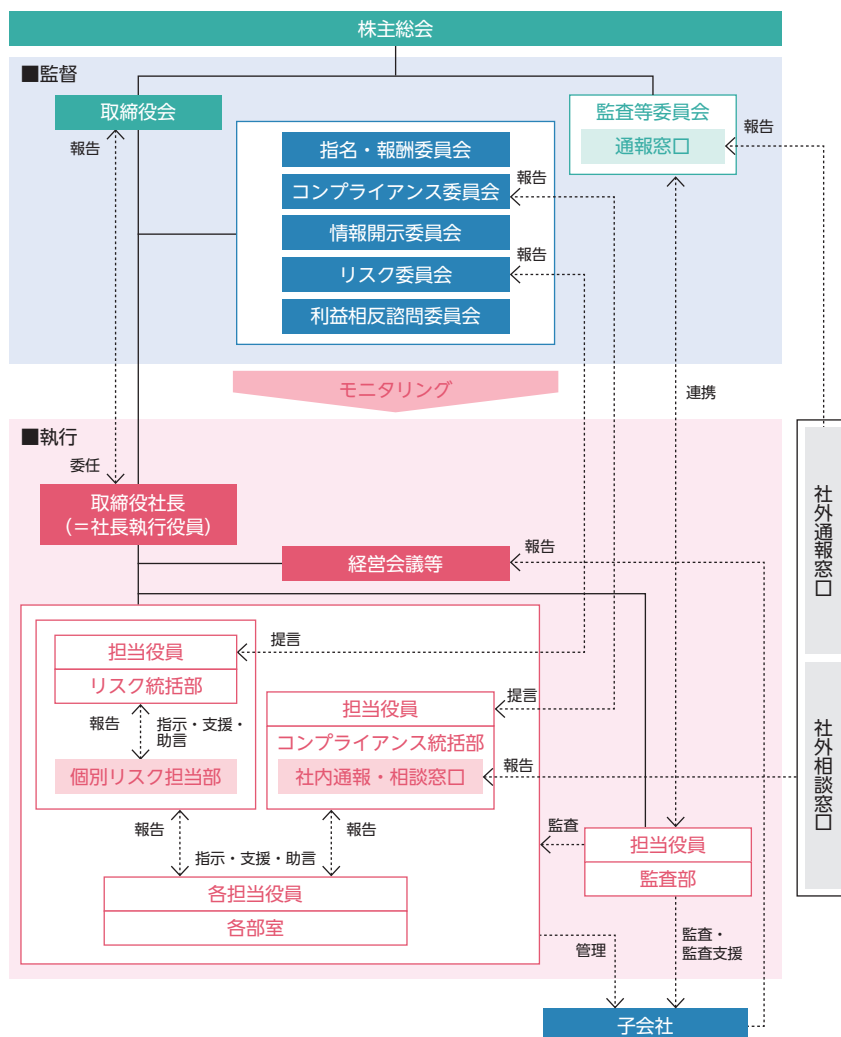 株主総会
■監督
取締役会
監査等委員会
通報窓口
報告
報告
指名・報酬委員会
コンプライアンス委員会
報告
情報開示委員会
リスク委員会
報告
利益相反諮問委員会
モニタリング
連携
■執行
委任
取締役社長
（＝社長執行役員）
経営会議等
報告
社外通報窓口
担当役員
リスク統括部
提言
報告
指示・支援・
助言
個別リスク担当部
担当役員
コンプライアンス統括部
社内通報・相談窓口
提言
報告
社外相談窓口
報告
報告
指示・支援・助言
各担当役員
各部室
監査
担当役員
監査部
管理
監査・
監査支援
子会社